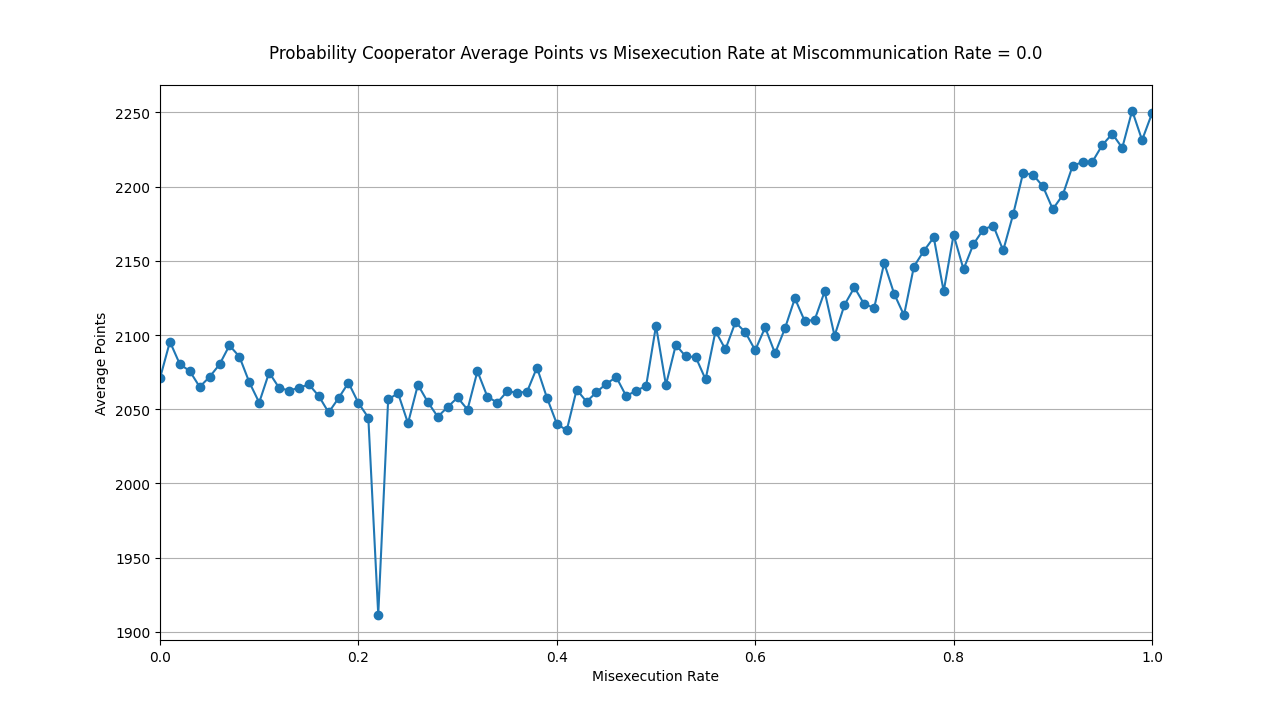 Probability Cooperator Average Points vs Misexecution Rate at Miscommunication Rate = 0.0
2250
2200
2150
2100
2050
2000
1950
1900
Average Points
0.0 0.2 0.4 0.6 0.8 1.0
Misexecution Rate